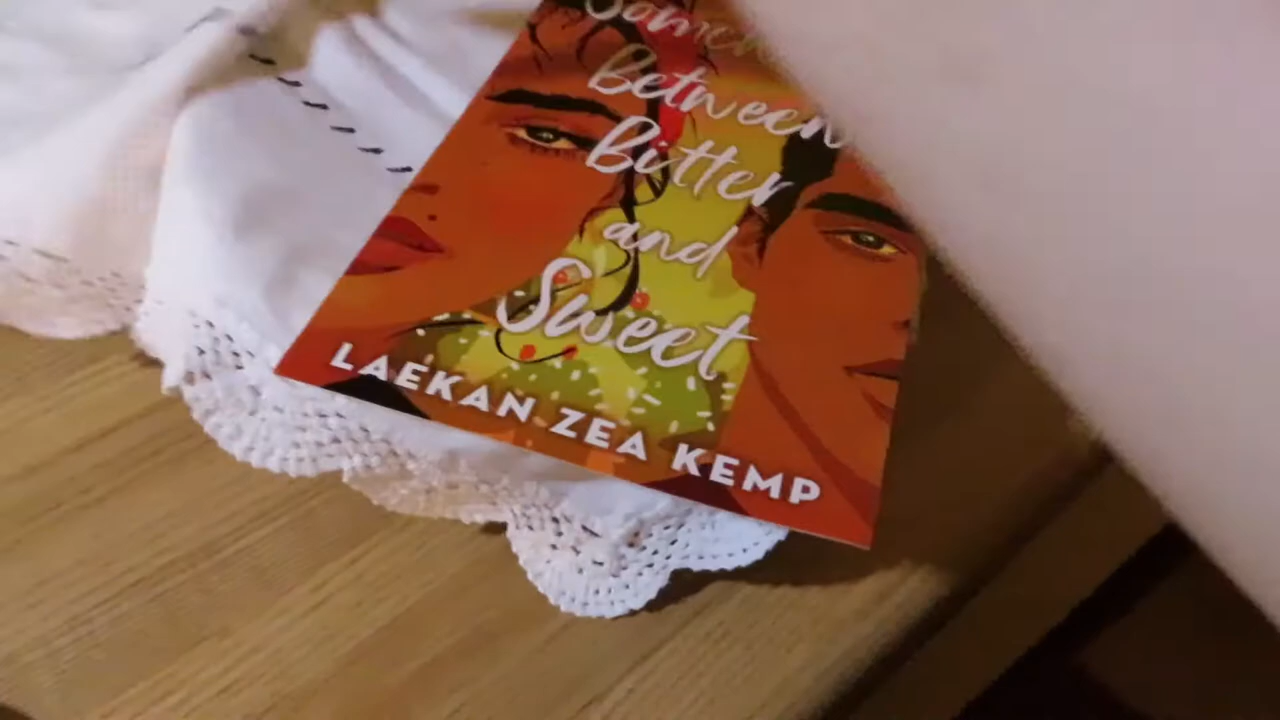 between
bitter
and
Sweet
LAEKAN ZEA KEMP